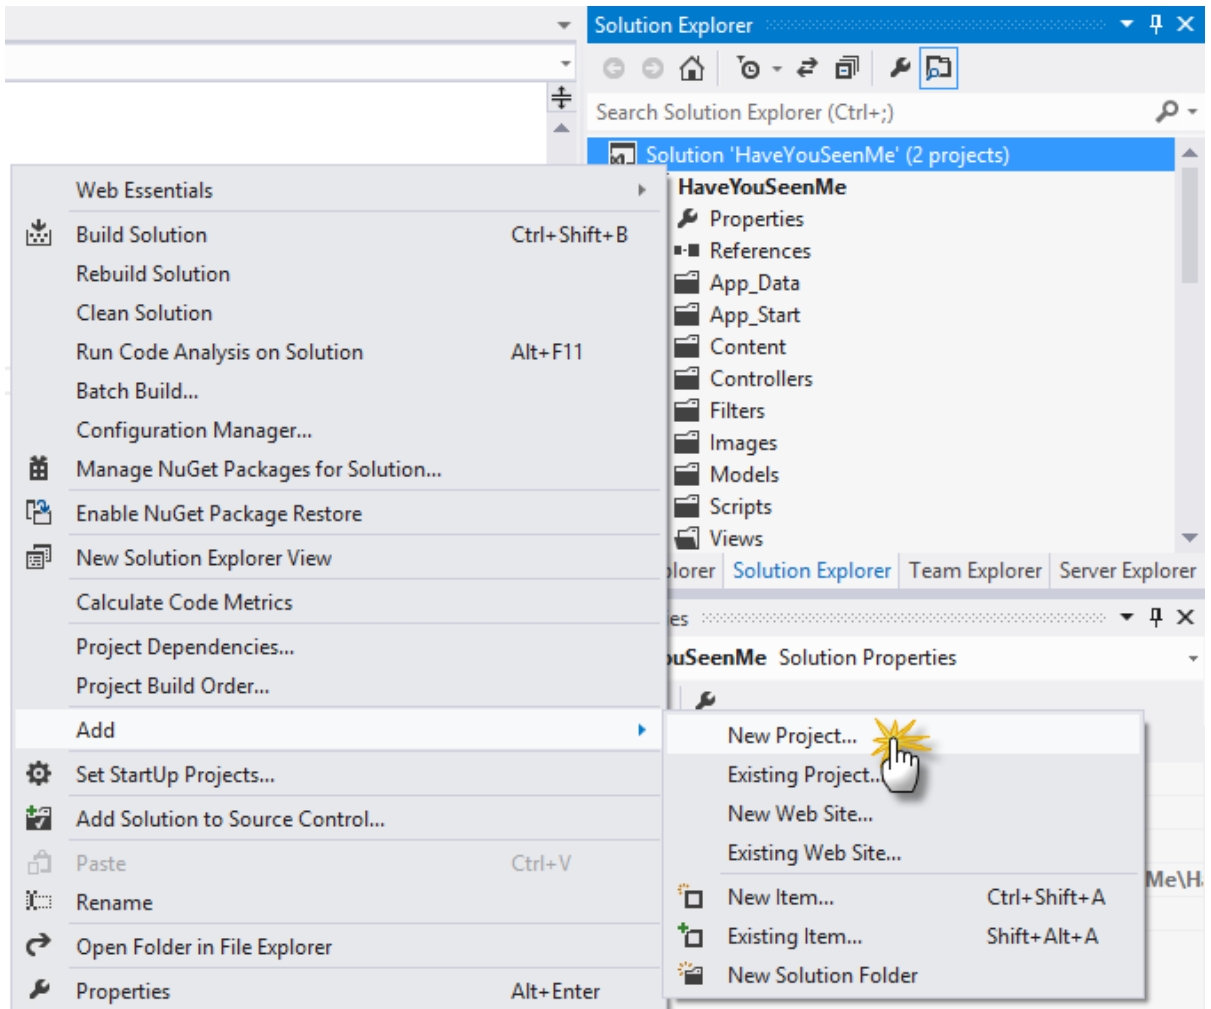 Solution Explorer
Search Solution Explorer (Ctrl+;)
Solution 'HaveYouSeenMe' (2 projects)
HaveYouSeenMe
Properties
References
App_Data
App_Start
Content
Controllers
Filters
Images
Models
Scripts
Views
Solution Explorer Team Explorer Server Explorer
Solution Properties
Web Essentials
Build Solution Ctrl+Shift+B
Rebuild Solution
Clean Solution
Run Code Analysis on Solution Alt+F11
Batch Build...
Configuration Manager...
Manage NuGet Packages for Solution...
Enable NuGet Package Restore
New Solution Explorer View
Calculate Code Metrics
Project Dependencies...
Project Build Order...
Add
Set StartUp Projects...
Add Solution to Source Control...
Paste Ctrl+V
Rename
Open Folder in File Explorer
Properties Alt+Enter
New Project...
Existing Project...
New Web Site...
Existing Web Site...
New Item... Ctrl+Shift+A
Existing Item... Shift+Alt+A
New Solution Folder